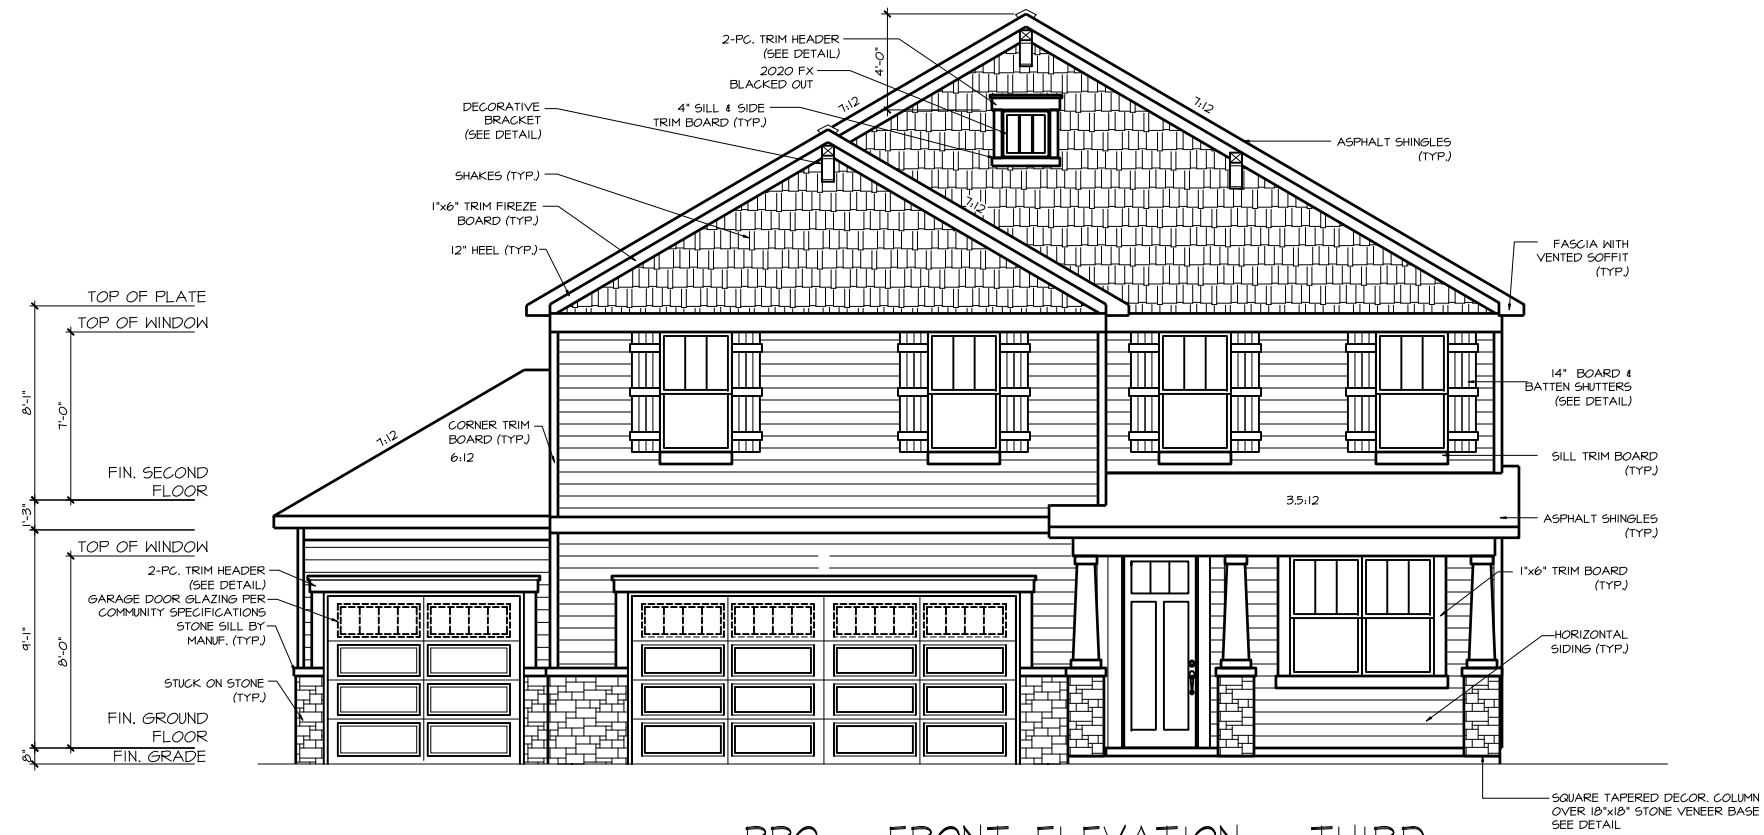 2-PC. TRIM HEADER
(SEE DETAIL)
2020 FX
BLACKED OUT
4" SILL & SIDE
TRIM BOARD (TYP.)
4'-0"
7:12
7:12
7:12
DECORATIVE
BRACKET
(SEE DETAIL)
SHAKES (TYP.)
1"x6" TRIM FIREZE
BOARD (TYP.)
12" HEEL (TYP.)
ASPHALT SHINGLES
(TYP.)
FASCIA WITH
VENTED SOFFIT
(TYP.)
TOP OF PLATE
TOP OF WINDOW
8'-1"
7'-0"
7:12
CORNER TRIM
BOARD (TYP.)
6:12
14" BOARD &
BATTEN SHUTTERS
(SEE DETAIL)
SILL TRIM BOARD
(TYP.)
FIN. SECOND
FLOOR
1'-3"
3.5:12
ASPHALT SHINGLES
(TYP.)
TOP OF WINDOW
2-PC. TRIM HEADER
(SEE DETAIL)
GARAGE DOOR GLAZING PER
COMMUNITY SPECIFICATIONS
STONE SILL BY
MANUF. (TYP.)
9'-1"
8'-0"
STUCK ON STONE
(TYP.)
1"x6" TRIM BOARD
(TYP.)
HORIZONTAL
SIDING (TYP.)
FIN. GROUND
FLOOR
FIN. GRADE
8"
SQUARE TAPERED DECOR. COLUMN
OVER 18"x18" STONE VENEER BASE
SEE DETAIL
FRONT ELEVATION THIRD